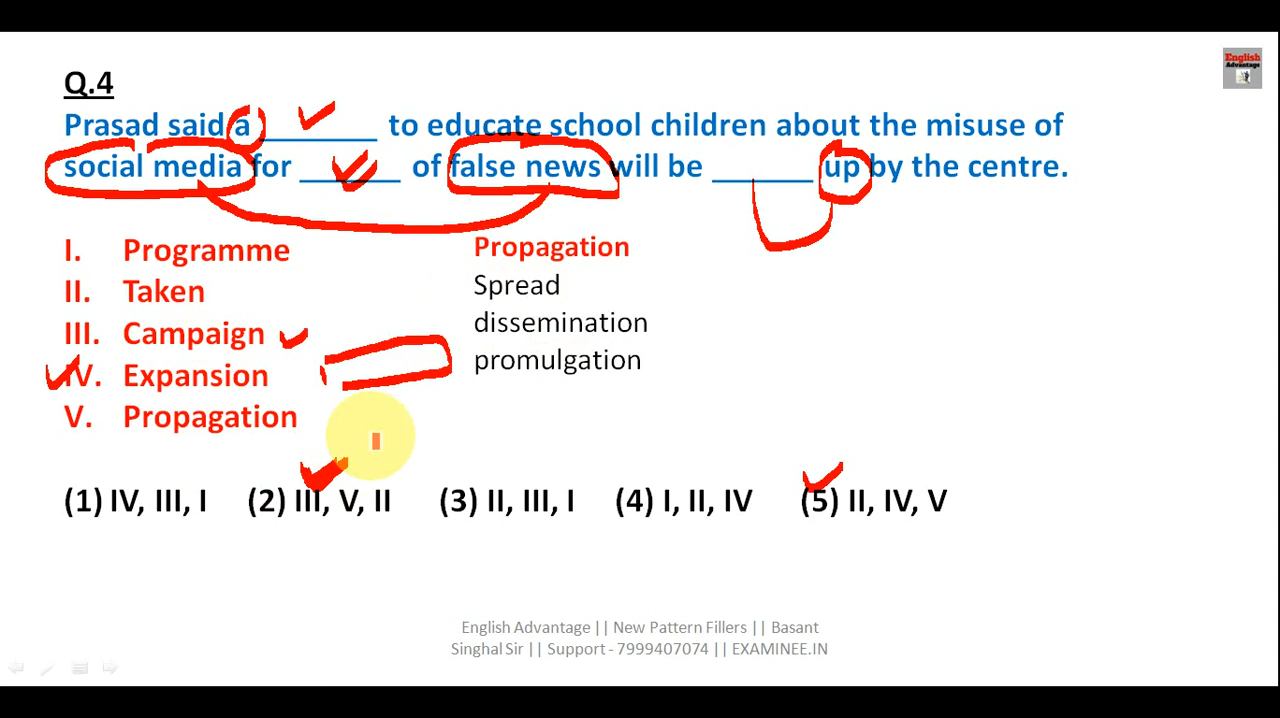 English
Advantage
Q.4
Prasad said a ________ to educate school children about the misuse of
social media for _______ of false news will be _______ up by the centre.
I. Programme
II. Taken
III. Campaign
IV. Expansion
V. Propagation
Propagation
Spread
dissemination
promulgation
(1) IV, III, I (2) III, V, II (3) II, III, I (4) I, II, IV (5) II, IV, V
English Advantage || New Pattern Fillers || Basant
Singhal Sir || Support - 7999407074 || EXAMINEE.IN